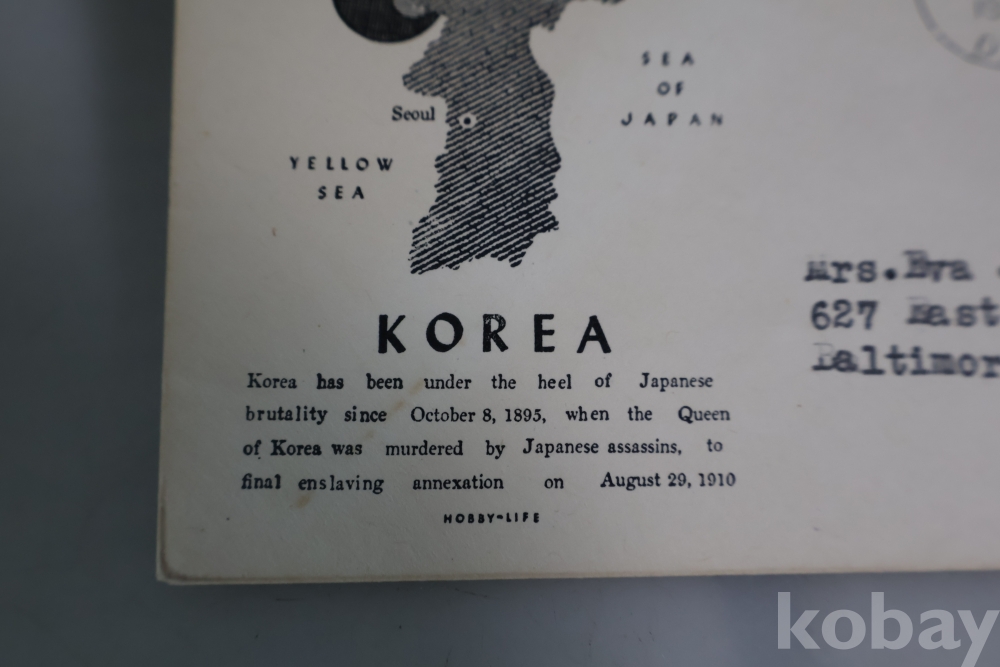 SEA
OF
JAPAN
Seoul
YELLOW
SEA
Mrs. Eva
627 East
Baltimor
KOREA
Korea has been under the heel of Japanese
brutality since October 8, 1895, when the Queen
of Korea was murdered by Japanese assassins, to
final enslaving annexation on August 29, 1910
HOBBY-LIFE
kobay